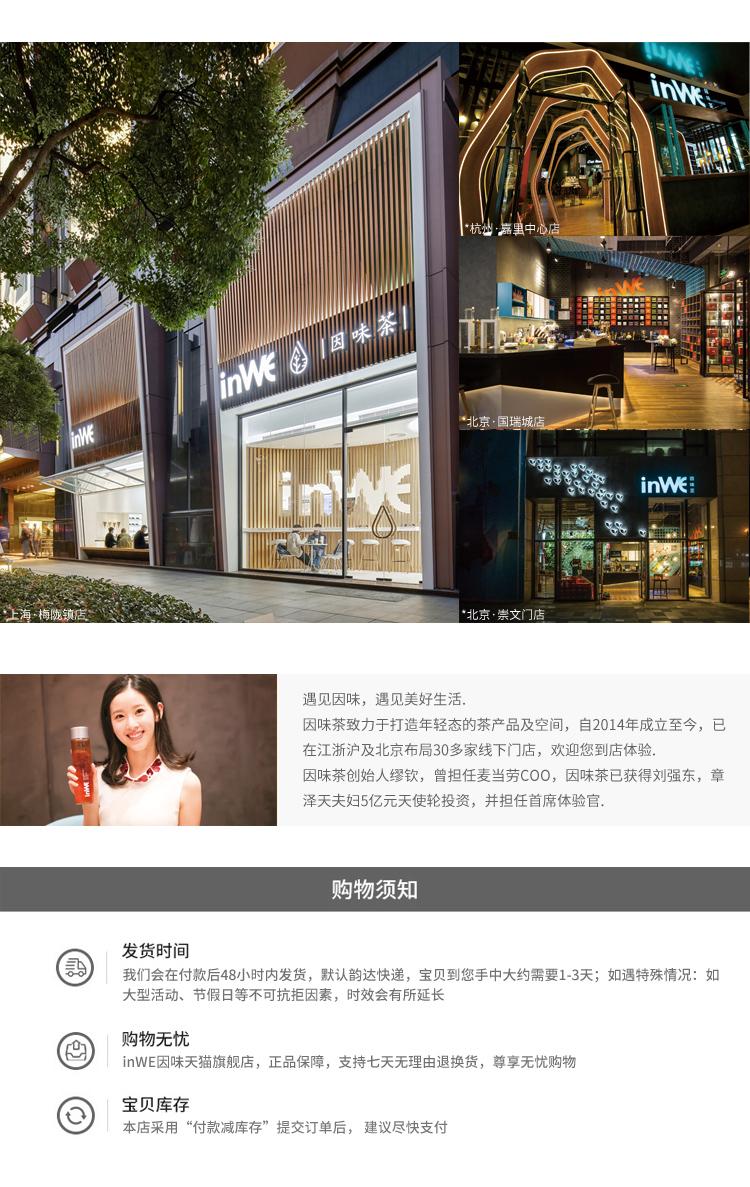 inWE
inWE
因味茶
inWE
inWE
inWE
inWE
*杭州·嘉里中心店
inWE
*北京·国瑞城店
inWE
因味茶
*上海·梅陇镇店
*北京·崇文门店
inWE
遇见因味，遇见美好生活.
因味茶致力于打造年轻态的茶产品及空间，自2014年成立至今，已
在江浙沪及北京布局30多家线下门店，欢迎您到店体验.
因味茶创始人缪钦，曾担任麦当劳COO，因味茶已获得刘强东，章
泽天夫妇5亿元天使轮投资，并担任首席体验官.
购物须知
发货时间
我们会在付款后48小时内发货，默认韵达快递，宝贝到您手中大约需要1-3天；如遇特殊情况：如
大型活动、节假日等不可抗拒因素，时效会有所延长
购物无忧
inWE因味天猫旗舰店，正品保障，支持七天无理由退换货，尊享无忧购物
宝贝库存
本店采用“付款减库存”提交订单后， 建议尽快支付